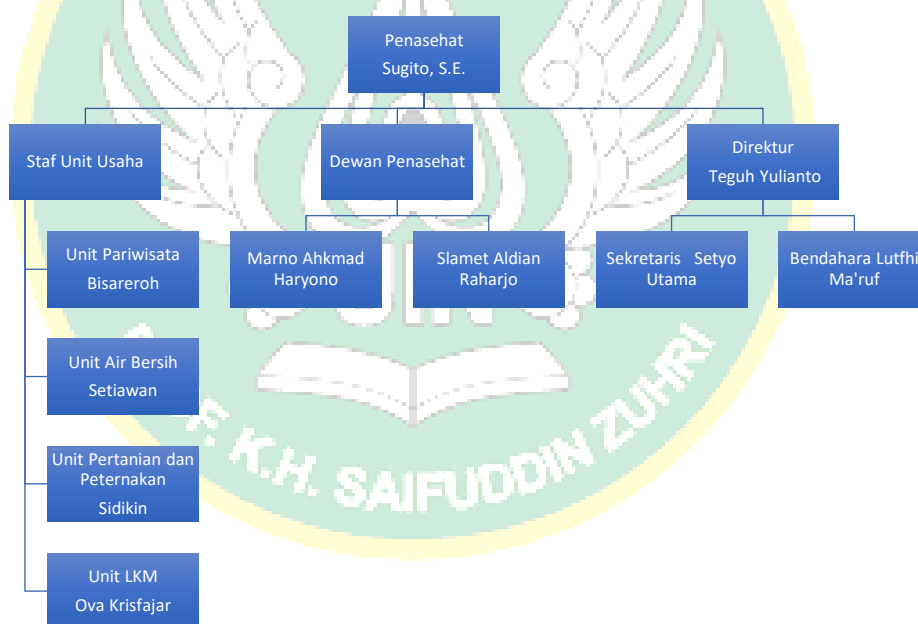 Penasehat
Sugito, S.E.
Staf Unit Usaha
Dewan Penasehat
Direktur
Teguh Yulianto
Unit Pariwisata
Bisareroh
Marno Ahkmad
Haryono
Slamet Aldian
Raharjo
Sekretaris Setyo
Utama
Bendahara Lutfhi
Ma'ruf
Unit Air Bersih
Setiawan
Unit Pertanian dan
Peternakan
Sidikin
Unit LKM
Ova Krisfajar
K.H. SAIFUDDIN ZUHRI